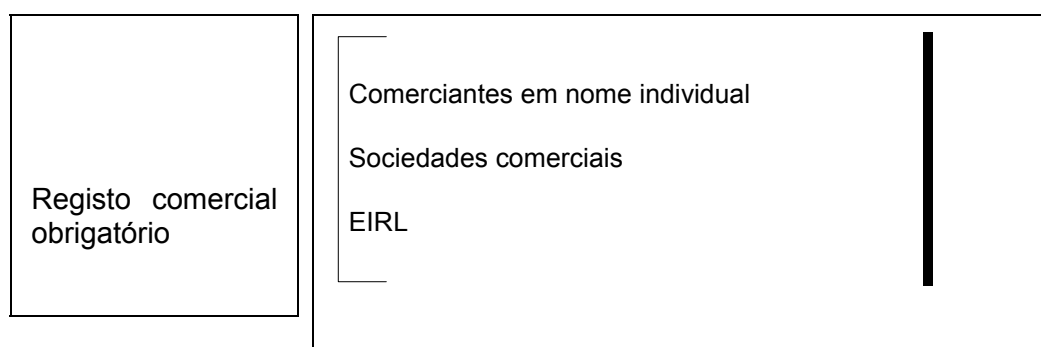 Registo comercial
obrigatório
Comerciantes em nome individual
Sociedades comerciais
EIRL